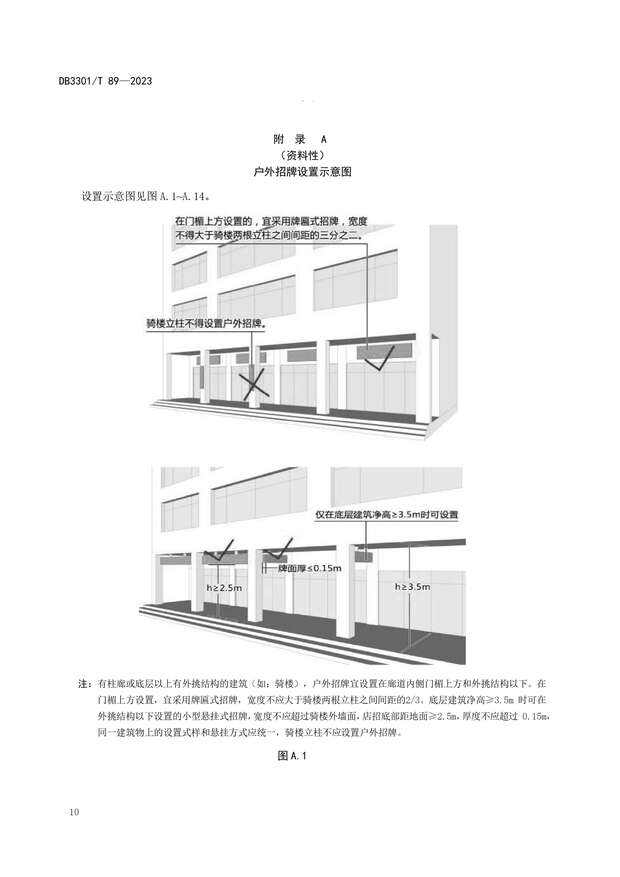 DB3301/T 89—2023
附 录 A
（资料性）
户外招牌设置示意图
设置示意图见图 A.1~A.14。
在门楣上方设置的，宜采用牌匾式招牌，宽度
不得大于骑楼两根立柱之间间距的三分之二。
骑楼立柱不得设置户外招牌。
仅在底层建筑净高≥3.5m时可设置
牌面厚≤0.15m
h≥2.5m
h≥3.5m
注：有柱廊或底层以上有外挑结构的建筑（如：骑楼），户外招牌宜设置在廊道内侧门楣上方和外挑结构以下。在
门楣上方设置，宜采用牌匾式招牌，宽度不应大于骑楼两根立柱之间间距的2/3。底层建筑净高≥3.5m 时可在
外挑结构以下设置的小型悬挂式招牌，宽度不应超过骑楼外墙面，店招底部距地面≥2.5m，厚度不应超过 0.15m，
同一建筑物上的设置式样和悬挂方式应统一，骑楼立柱不应设置户外招牌。
图 A.1
10